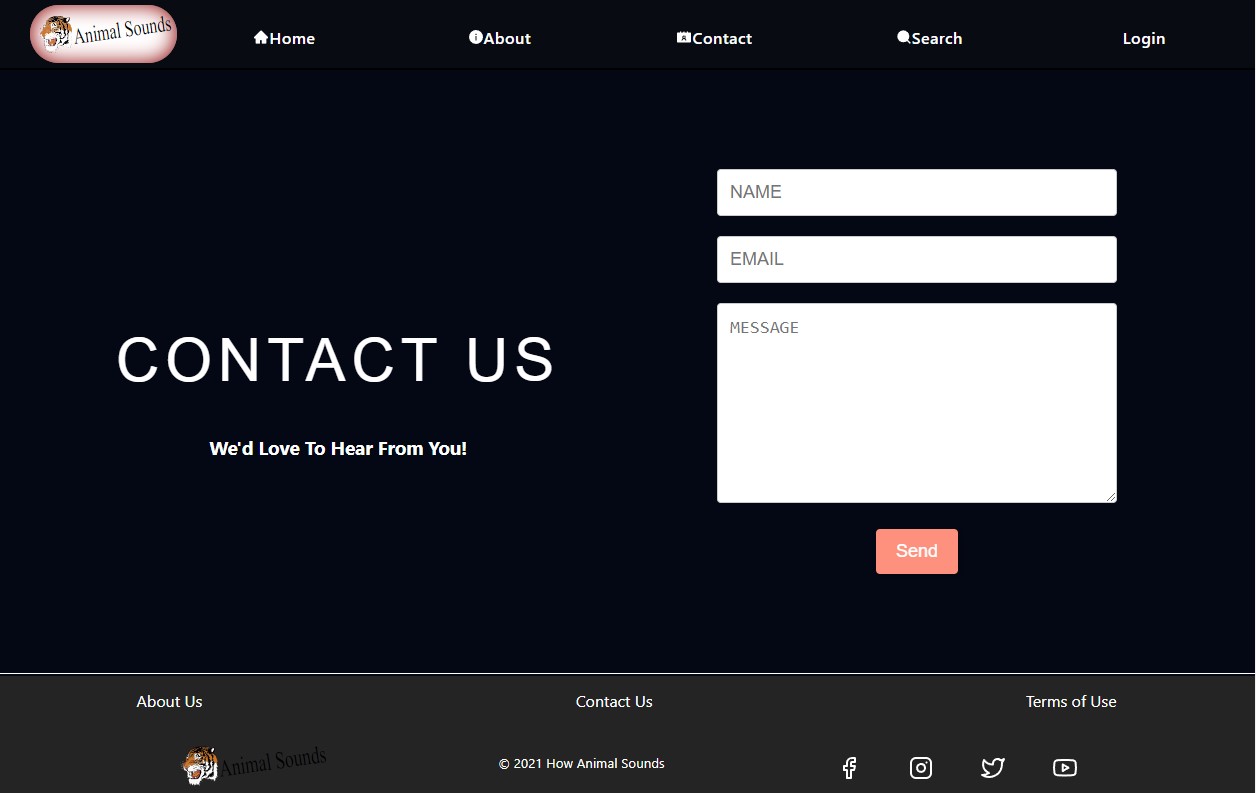 Animal Sounds
Home
About
Contact
Search
Login
NAME
EMAIL
MESSAGE
CONTACT US
We'd Love To Hear From You!
Send
About Us
Contact Us
Terms of Use
Animal Sounds
© 2021 How Animal Sounds